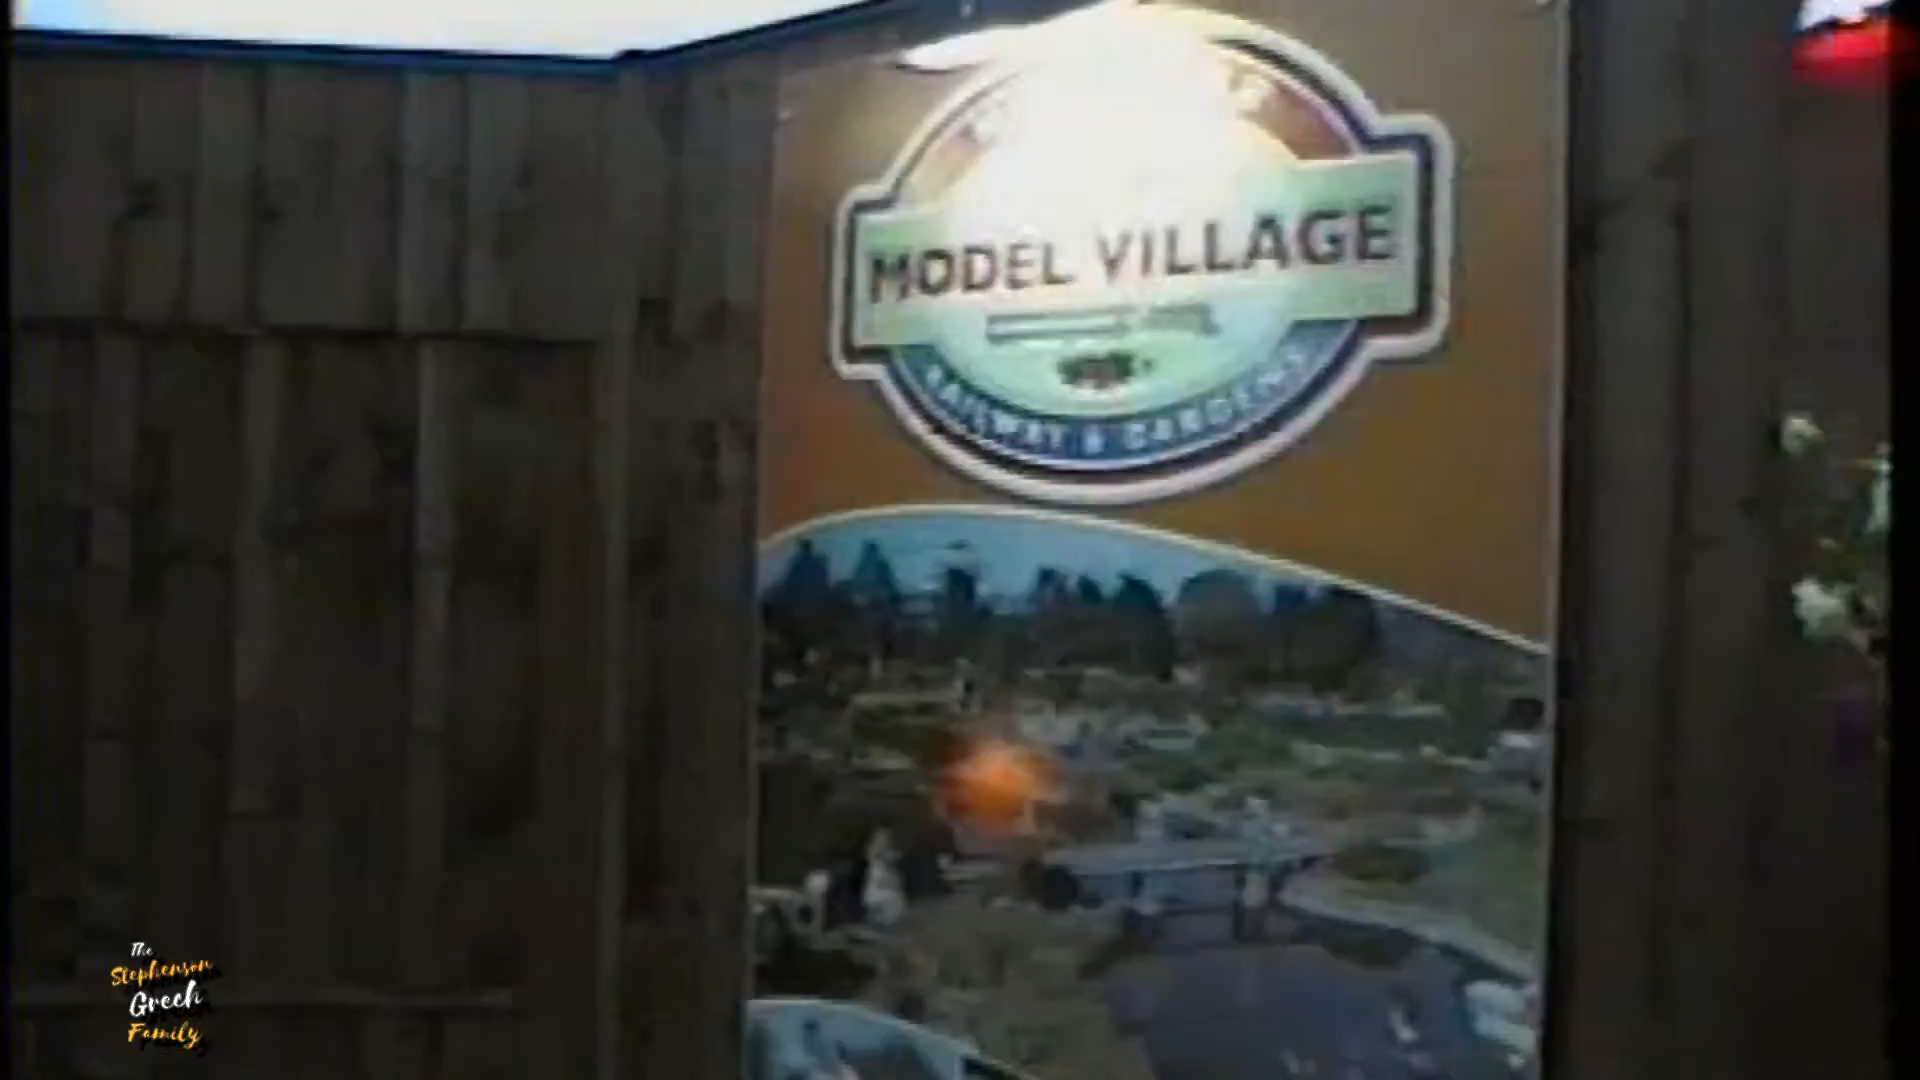 MODEL VILLAGE
RAILWAY & GARDENS
The
Stephenson
Grech
Family